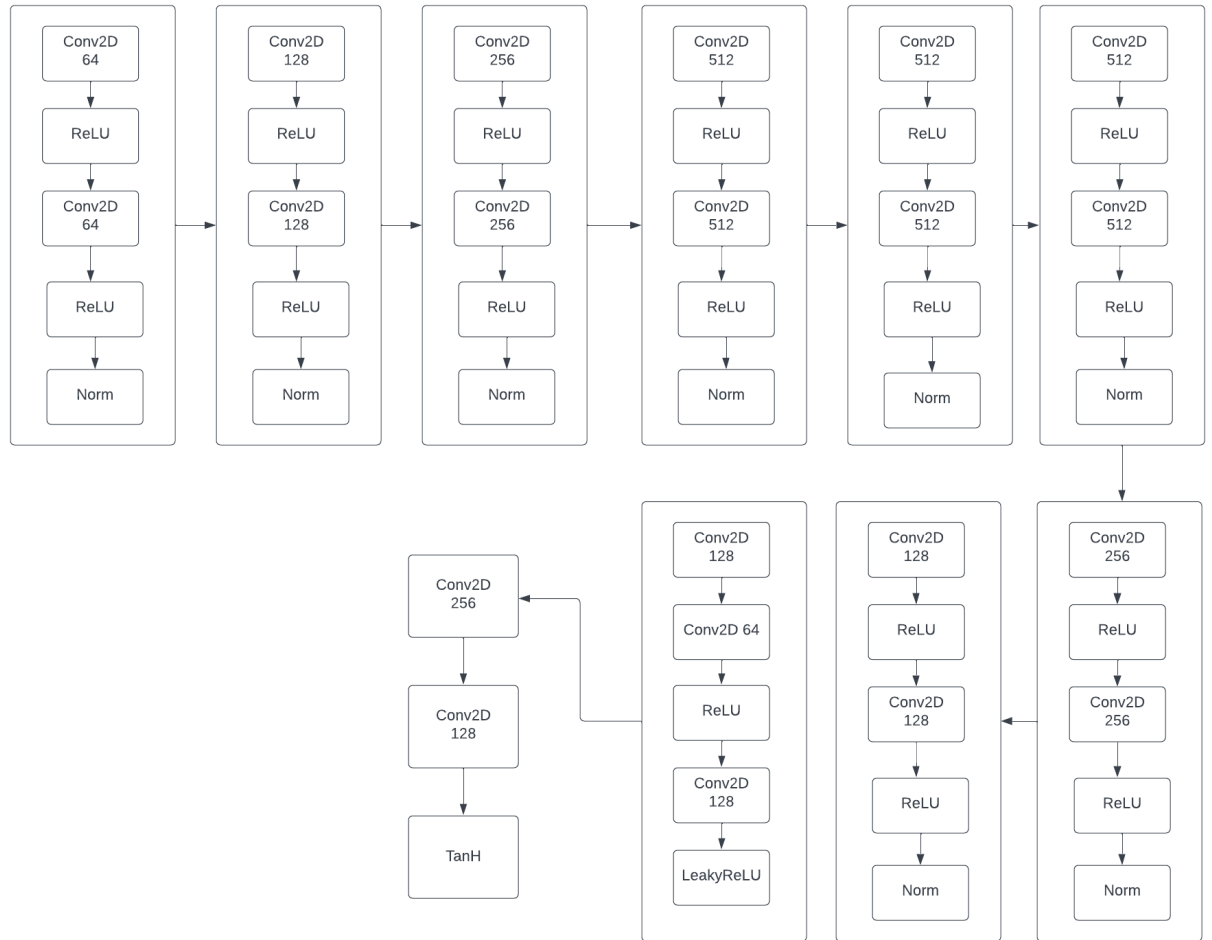 Conv2D
64
ReLU
Conv2D
64
ReLU
Norm
Conv2D
128
ReLU
Conv2D
128
ReLU
Norm
Conv2D
256
ReLU
Conv2D
256
ReLU
Norm
Conv2D
512
ReLU
Conv2D
512
ReLU
Norm
Conv2D
512
ReLU
Conv2D
512
ReLU
Norm
Conv2D
512
ReLU
Conv2D
512
ReLU
Norm
Conv2D
256
ReLU
Conv2D
256
ReLU
Norm
Conv2D
128
ReLU
Conv2D
128
ReLU
Norm
Conv2D
128
Conv2D 64
ReLU
Conv2D
128
LeakyReLU
Conv2D
256
Conv2D
128
TanH